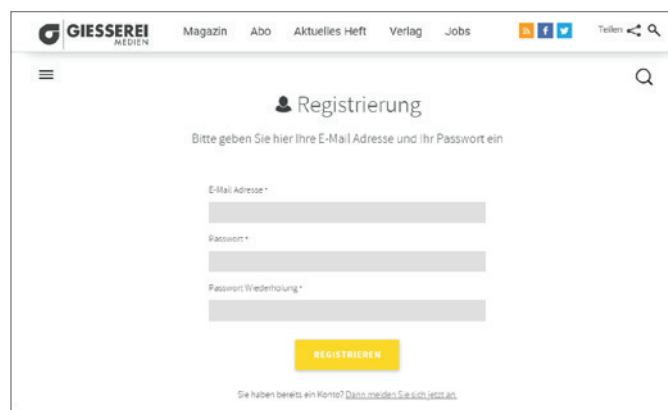 GIESSEREI
MEDIEN
Magazin Abo Aktuelles Heft Verlag Jobs Teilen
Registrierung
Bitte geben Sie hier Ihre E-Mail Adresse und Ihr Passwort ein
E-Mail Adresse *
Passwort *
Passwort Wiederholung *
REGISTRIEREN
Sie haben bereits ein Konto? Dann melden Sie sich jetzt an.